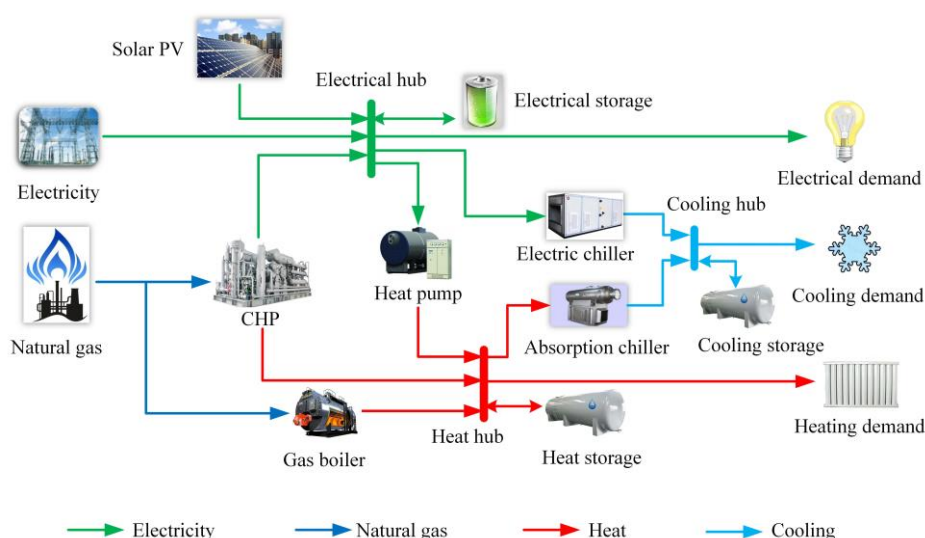 Solar PV
Electrical hub
Electrical storage
Electricity
Electrical demand
Cooling hub
Electric chiller
Heat pump
Cooling demand
CHP
Natural gas
Absorption chiller
Cooling storage
Heat hub
Heating demand
Gas boiler
Heat storage
Electricity
Natural gas
Heat
Cooling